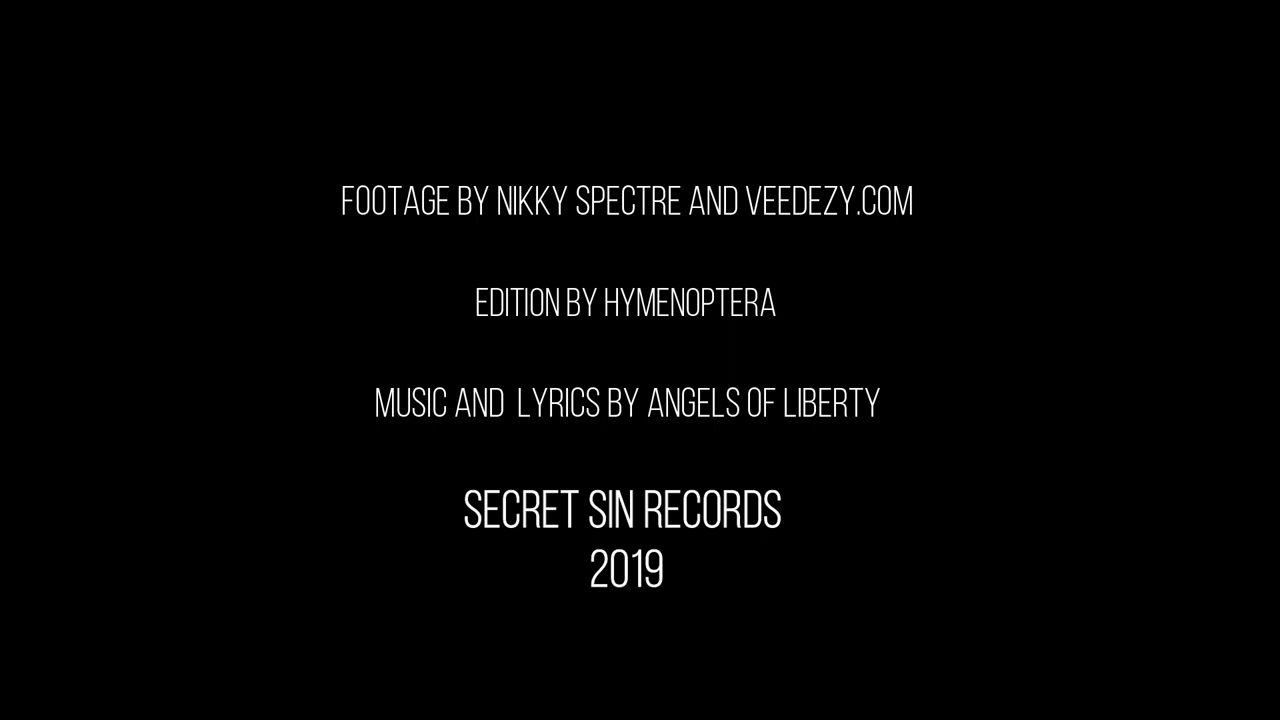 FOOTAGE BY NIKKY SPECTRE AND VEEDEZY.COM
EDITION BY HYMENOPTERA
MUSIC AND  LYRICS BY ANGELS OF LIBERTY
SECRET SIN RECORDS
2019